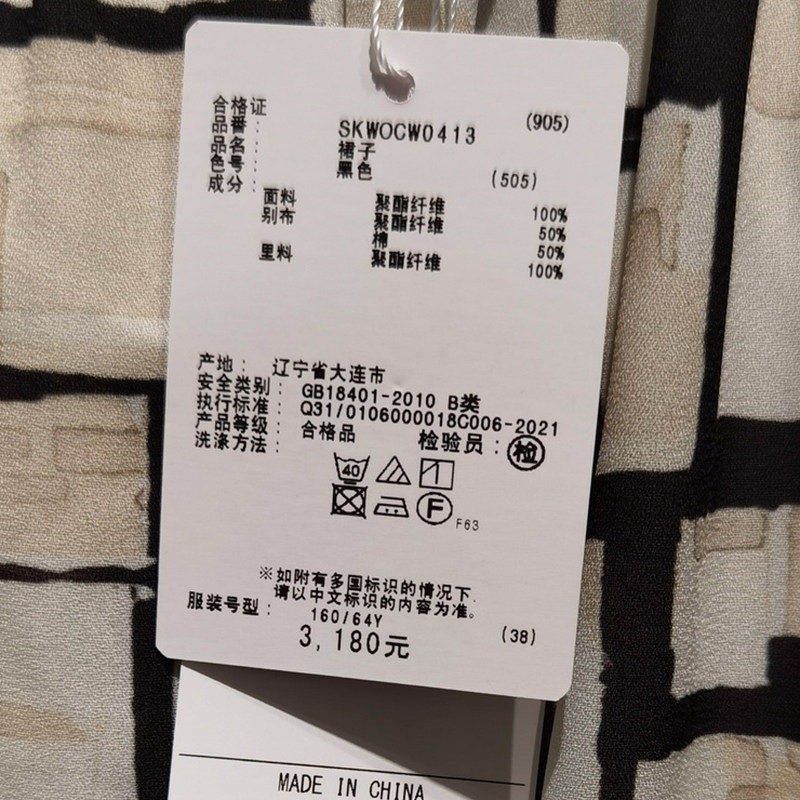 合格证
品番： SKWOCW0413 (905)
品名： 裙子
色号： 黑色 (505)
成分：
面料 聚酯纤维 100%
别布 聚酯纤维 50%
棉 50%
里料 聚酯纤维 100%
产地： 辽宁省大连市
安全类别： GB18401-2010 B类
执行标准： Q31/0106000018C006-2021
产品等级： 合格品 检验员：检
洗涤方法：
40
F F63
※如附有多国标识的情况下.
请以中文标识的内容为准。
服装号型： 160/64Y (38)
3,180元
MADE IN CHINA